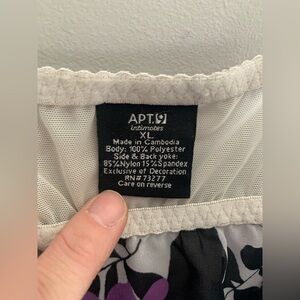 APT.9
intimates
XL
Made in Cambodia
Body: 100% Polyester
Side & Back yoke:
85%Nylon 15%Spandex
Exclusive of Decoration
RN#73277
Care on reverse